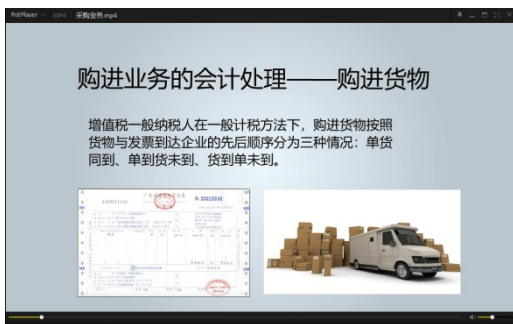 PotPlayer MP4 采购业务.mp4
购进业务的会计处理——购进货物
增值税一般纳税人在一般计税方法下，购进货物按照
货物与发票到达企业的先后顺序分为三种情况：单货
同到、单到货未到、货到单未到。